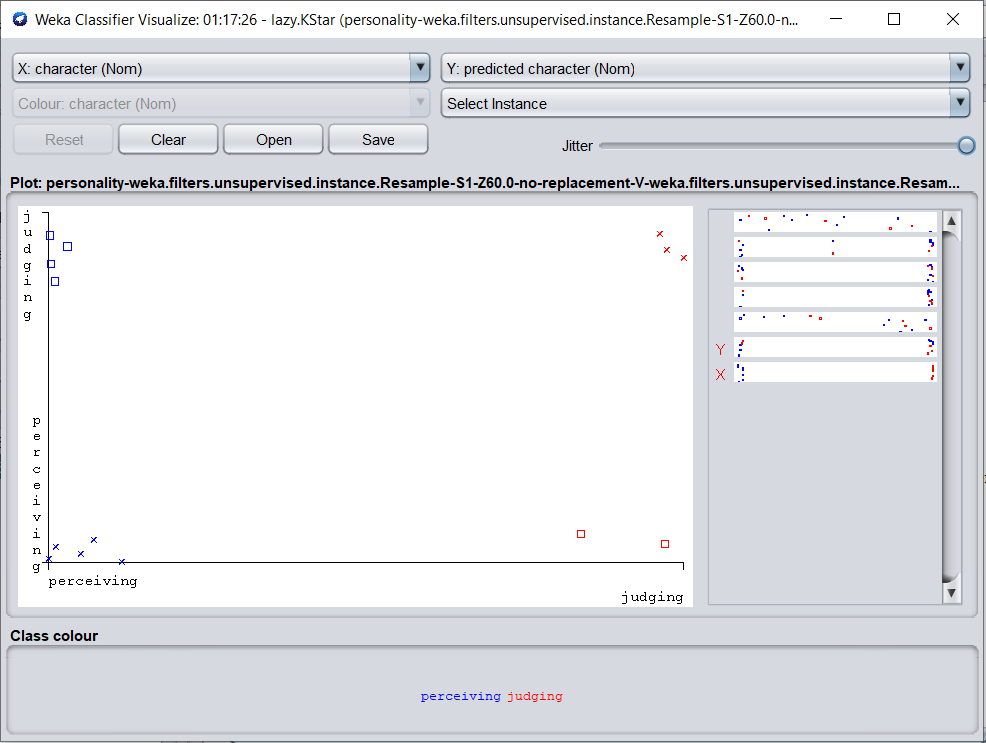 Weka Classifier Visualize: 01:17:26 - lazy.KStar (personality-weka.filters.unsupervised.instance.Resample-S1-Z60.0-n...
X: character (Nom)
Y: predicted character (Nom)
Colour: character (Nom)
Select Instance
Reset
Clear
Open
Save
Jitter
Plot: personality-weka.filters.unsupervised.instance.Resample-S1-Z60.0-no-replacement-V-weka.filters.unsupervised.instance.Resam...
judging
perceiving
perceiving
judging
Y
X
Class colour
perceiving judging